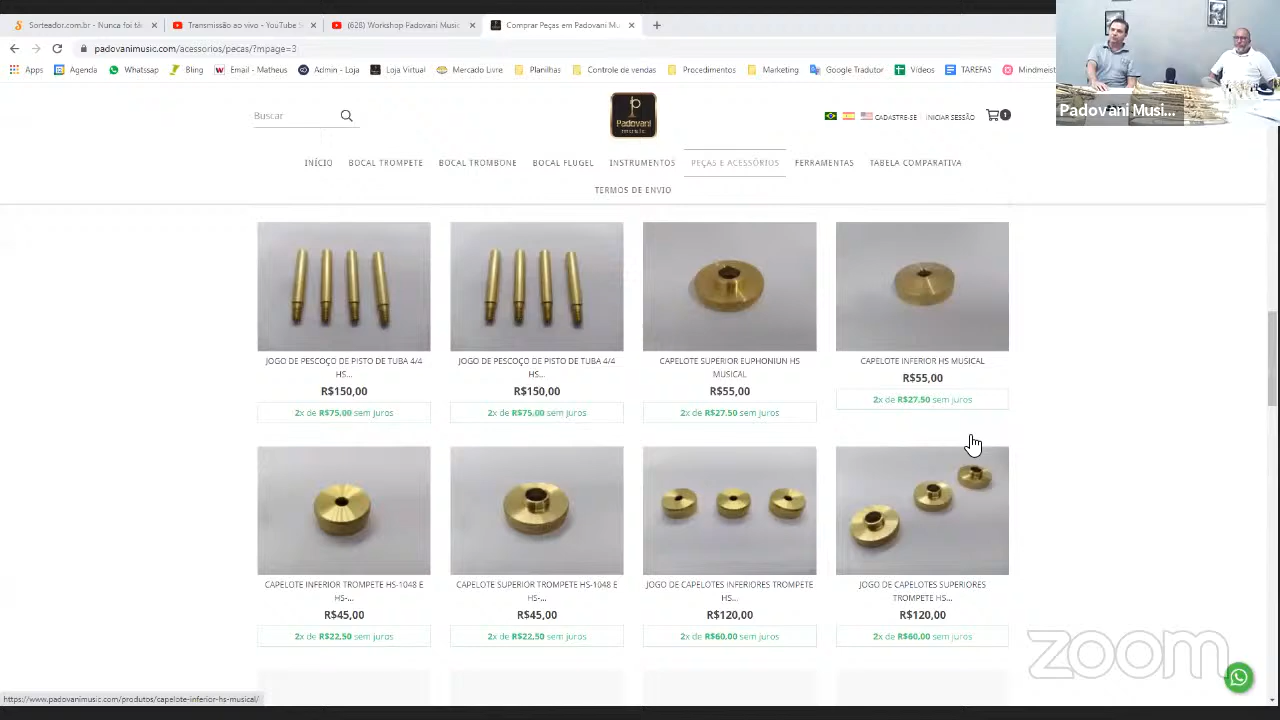 Sorteador.com.br - Nunca foi tã
Transmissão ao vivo - YouTube S
(628) Workshop Padovani Music
Comprar Peças em Padovani Mu
padovanimusic.com/acessorios/pecas/?mpage=3
Apps
Agenda
Whatssap
Bling
Email - Matheus
Admin - Loja
Loja Virtual
Mercado Livre
Planilhas
Controle de vendas
Procedimentos
Marketing
Google Tradutor
Vídeos
TAREFAS
Mindmeist
Padovani Musi...
Buscar
Padovani
music
CADASTRE-SE
INICIAR SESSÃO
1
INÍCIO
BOCAL TROMPETE
BOCAL TROMBONE
BOCAL FLUGEL
INSTRUMENTOS
PEÇAS E ACESSÓRIOS
FERRAMENTAS
TABELA COMPARATIVA
TERMOS DE ENVIO
JOGO DE PESCOÇO DE PISTO DE TUBA 4/4
HS...
R$150,00
2x de R$75,00 sem juros
JOGO DE PESCOÇO DE PISTO DE TUBA 4/4
HS...
R$150,00
2x de R$75,00 sem juros
CAPELOTE SUPERIOR EUPHONIUN HS
MUSICAL
R$55,00
2x de R$27,50 sem juros
CAPELOTE INFERIOR HS MUSICAL
R$55,00
2x de R$27,50 sem juros
CAPELOTE INFERIOR TROMPETE HS-1048 E
HS-...
R$45,00
2x de R$22,50 sem juros
CAPELOTE SUPERIOR TROMPETE HS-1048 E
HS-...
R$45,00
2x de R$22,50 sem juros
JOGO DE CAPELOTES INFERIORES TROMPETE
HS...
R$120,00
2x de R$60,00 sem juros
JOGO DE CAPELOTES SUPERIORES
TROMPETE HS...
R$120,00
2x de R$60,00 sem juros
zoom
https://www.padovanimusic.com/produtos/capelote-inferior-hs-musical/